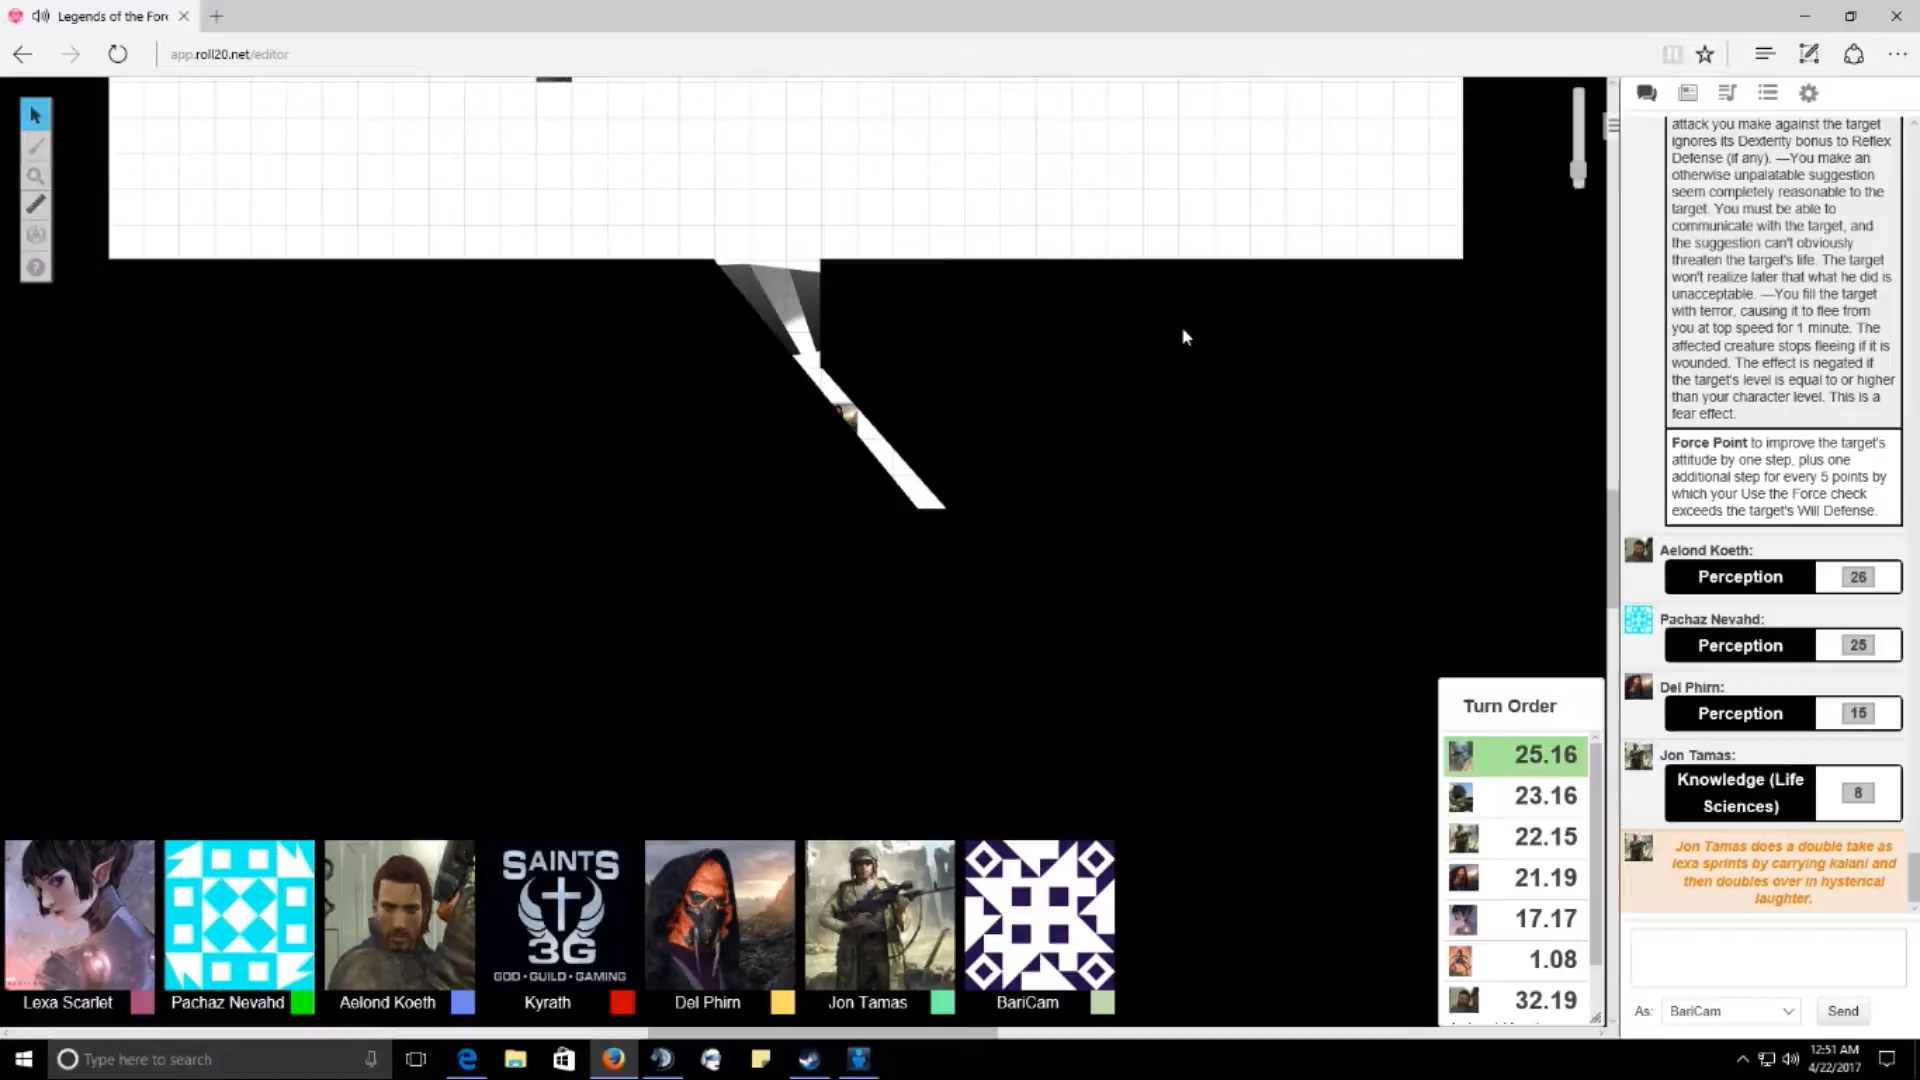 Legends of the For
app.roll20.net/editor
attack you make against the target
ignores its Dexterity bonus to Reflex
Defense (if any). —You make an
otherwise unpalatable suggestion
seem completely reasonable to the
target. You must be able to
communicate with the target, and
the suggestion can't obviously
threaten the target's life. The target
won't realize later that what he did is
unacceptable. —You fill the target
with terror, causing it to flee from
you at top speed for 1 minute. The
affected creature stops fleeing if it is
wounded. The effect is negated if
the target's level is equal to or higher
than your character level. This is a
fear effect.
Force Point to improve the target's
attitude by one step, plus one
additional step for every 5 points by
which your Use the Force check
exceeds the target's Will Defense.
Aelond Koeth:
Perception 26
Pachaz Nevahd:
Perception 25
Del Phirn:
Perception 15
Jon Tamas:
Knowledge (Life
Sciences) 8
Jon Tamas does a double take as
lexa sprints by carrying kalani and
then doubles over in hysterical
laughter.
As: BariCam Send
Turn Order
25.16
23.16
22.15
21.19
17.17
1.08
32.19
SAINTS
3G
GOD • GUILD • GAMING
Lexa Scarlet
Pachaz Nevahd
Aelond Koeth
Kyrath
Del Phirn
Jon Tamas
BariCam
Type here to search
12:51 AM
4/22/2017